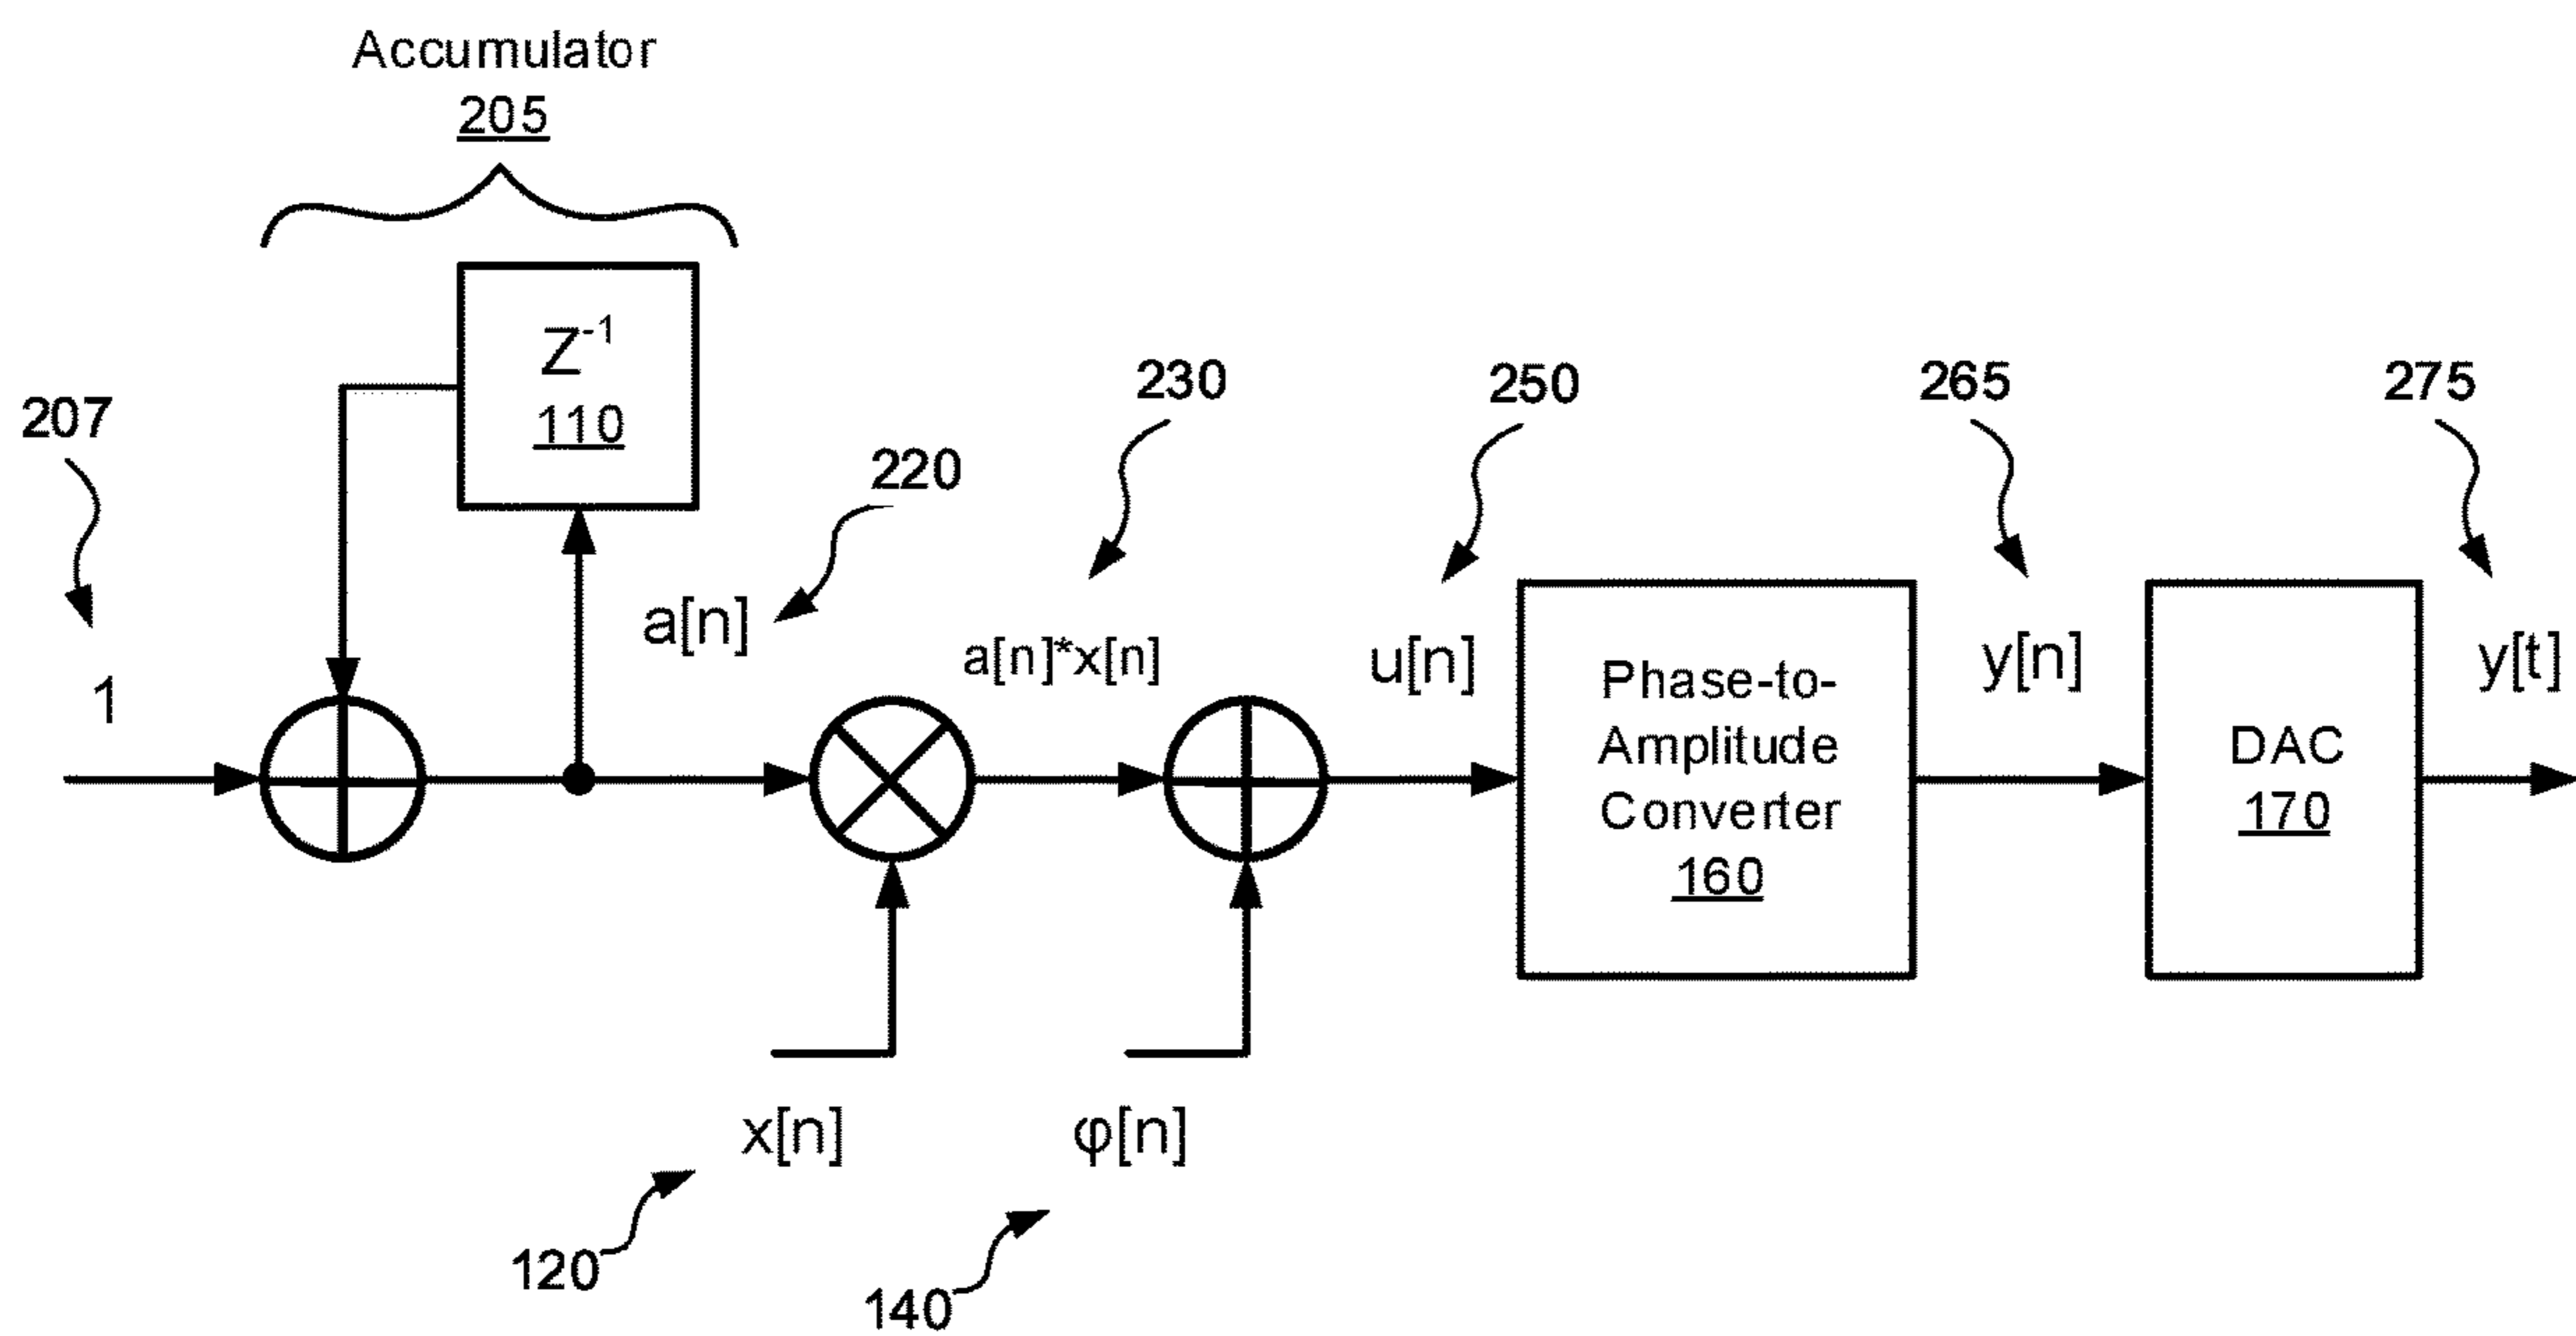 Accumulator
205
Z⁻¹
110
207
220
230
250
265
275
1
a[n]
a[n]*x[n]
u[n]
Phase-to-
Amplitude
Converter
160
y[n]
DAC
170
y[t]
x[n]
φ[n]
120
140